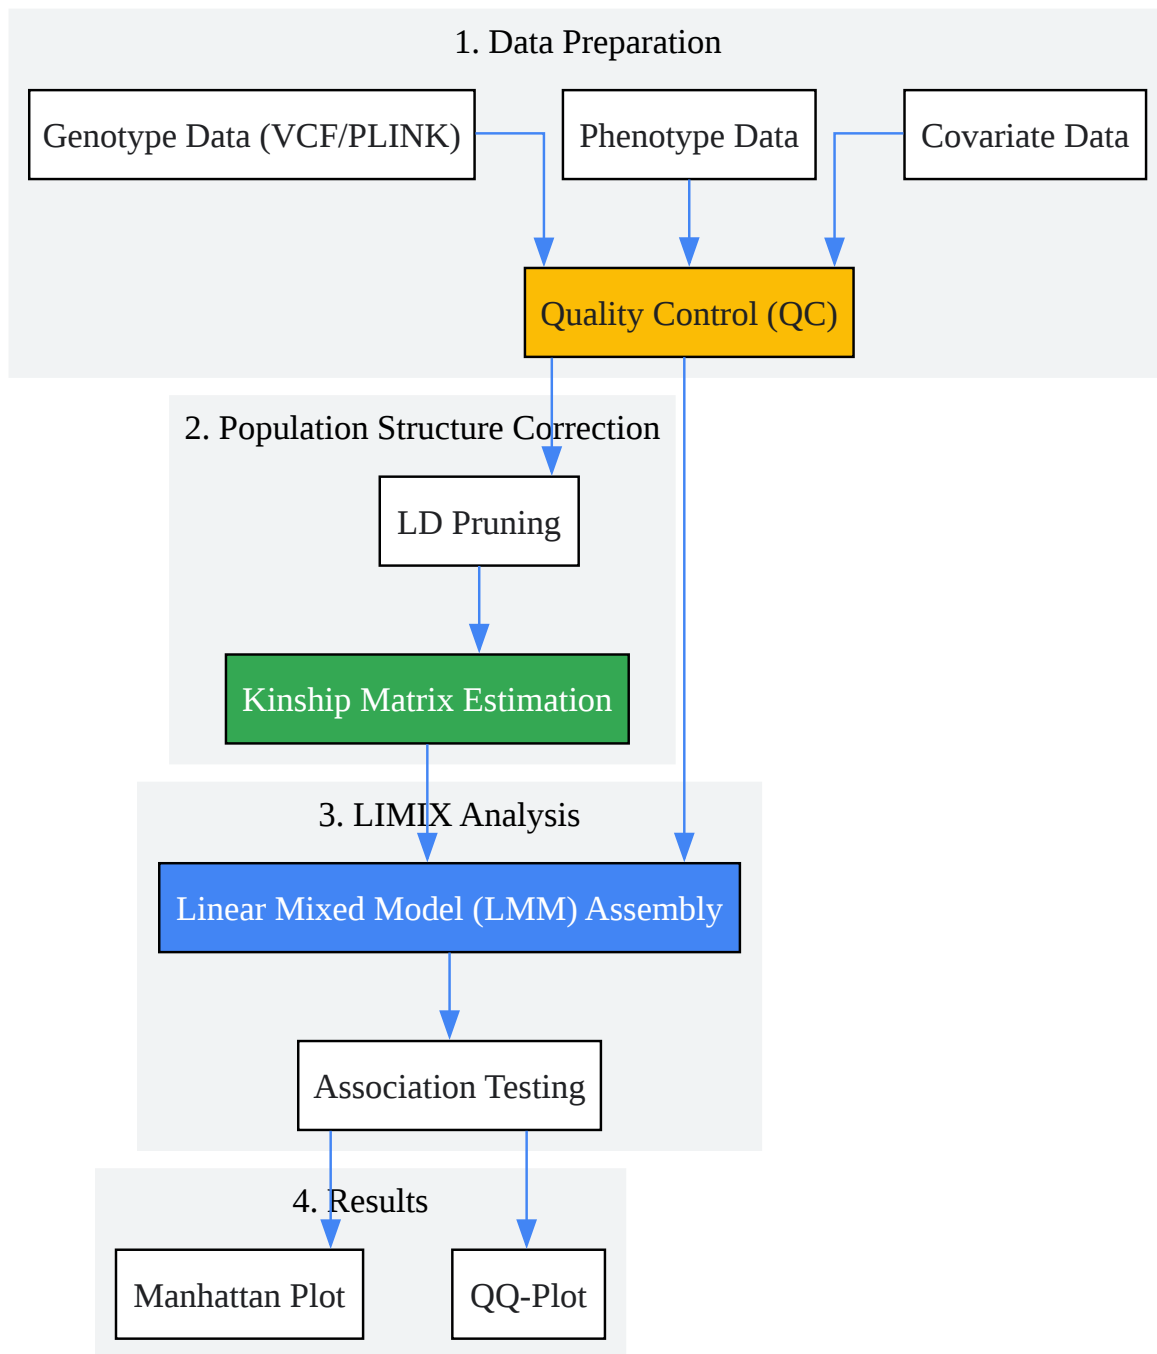 1. Data Preparation
Genotype Data (VCF/PLINK)
Phenotype Data
Covariate Data
Quality Control (QC)
2. Population Structure Correction
LD Pruning
Kinship Matrix Estimation
3. LIMIX Analysis
Linear Mixed Model (LMM) Assembly
Association Testing
4. Results
Manhattan Plot
QQ-Plot